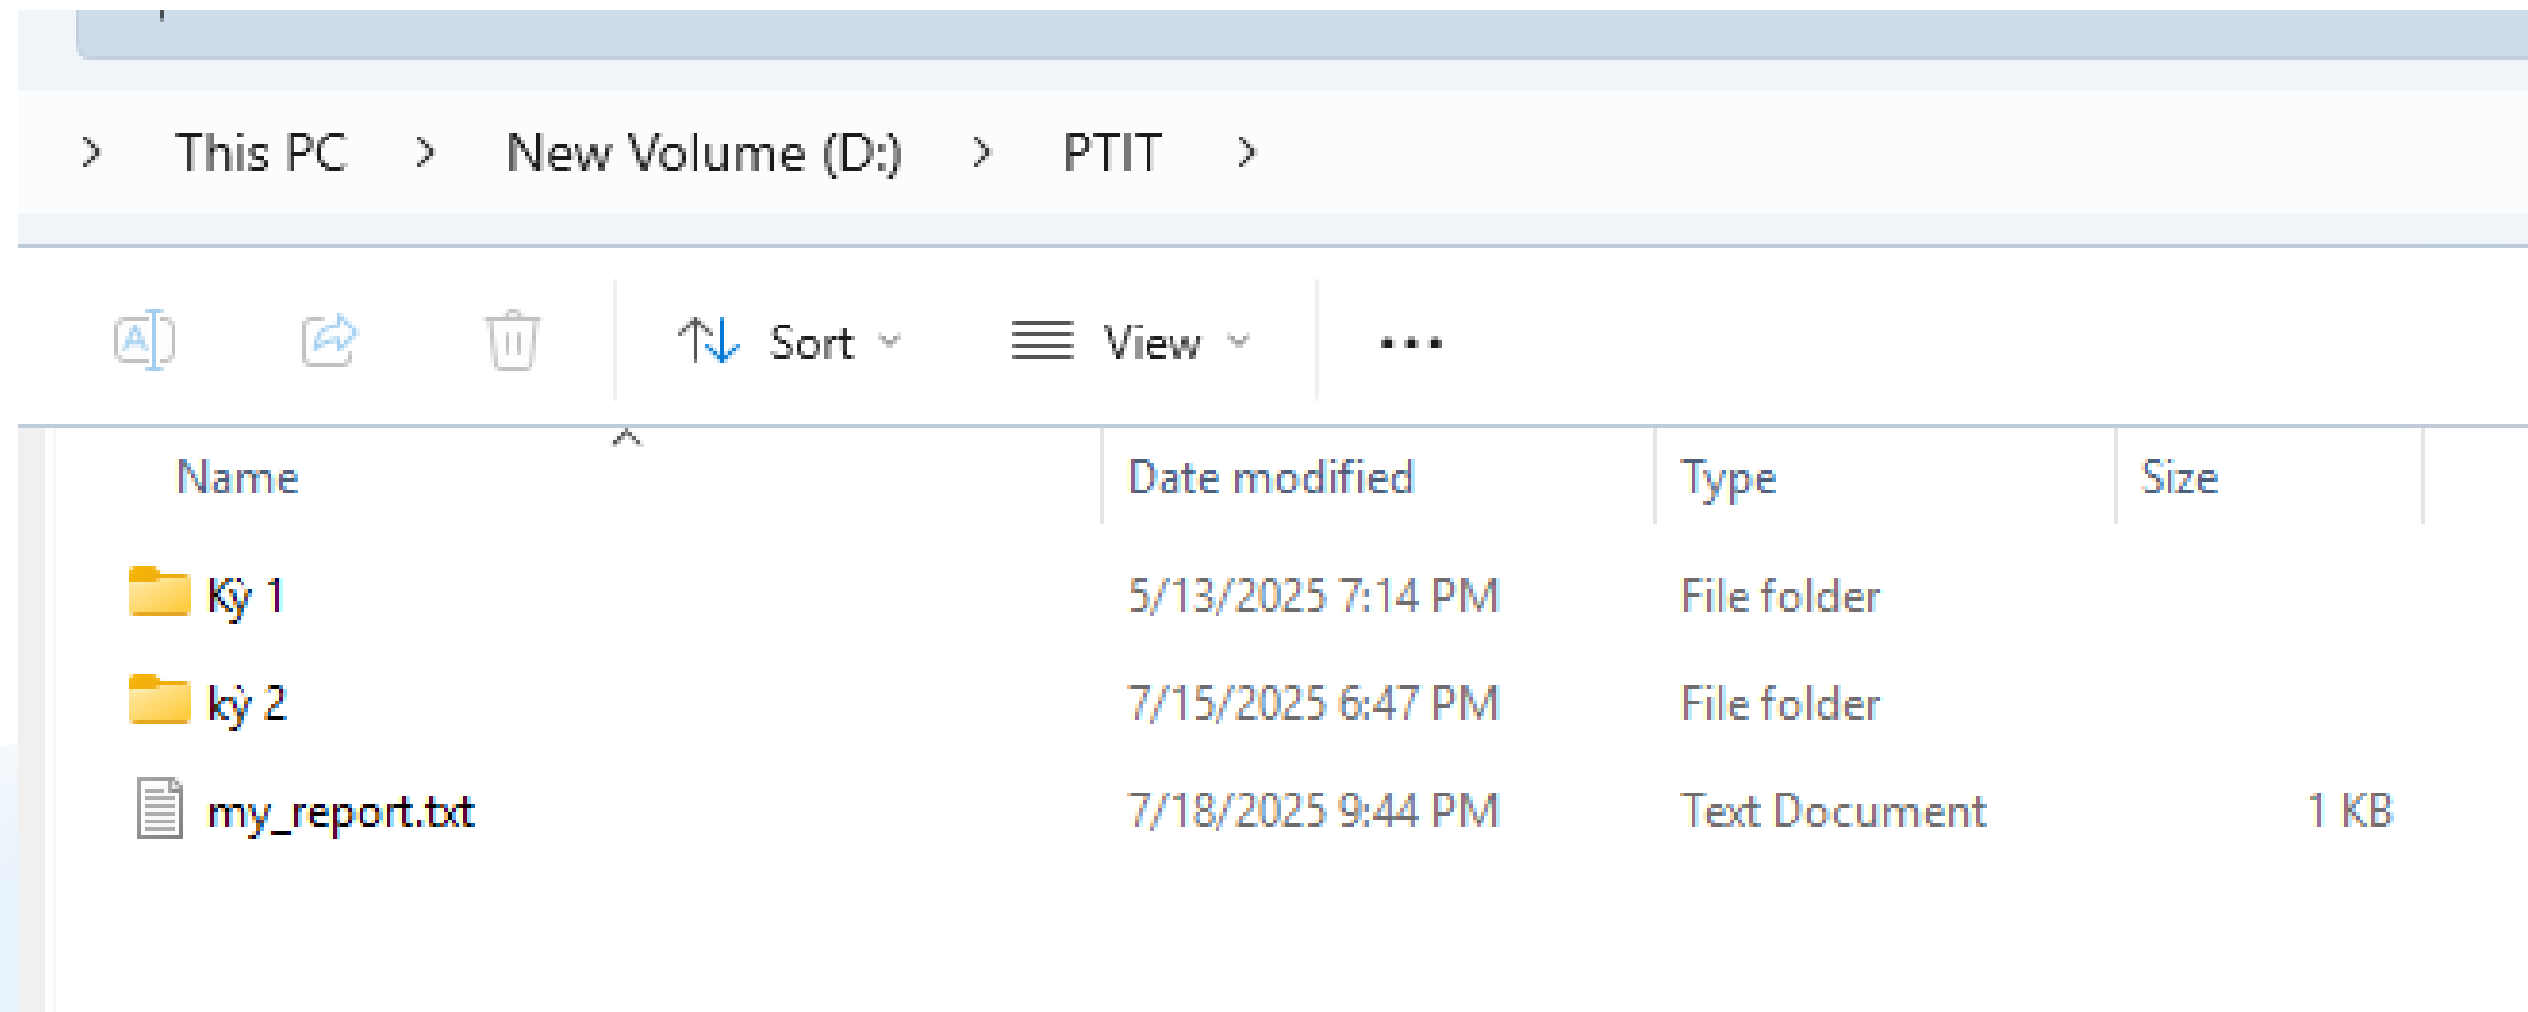 This PC > New Volume (D:) > PTIT >
Sort View ...
Name Date modified Type Size
Kỳ 1 5/13/2025 7:14 PM File folder
kỳ 2 7/15/2025 6:47 PM File folder
my_report.txt 7/18/2025 9:44 PM Text Document 1 KB